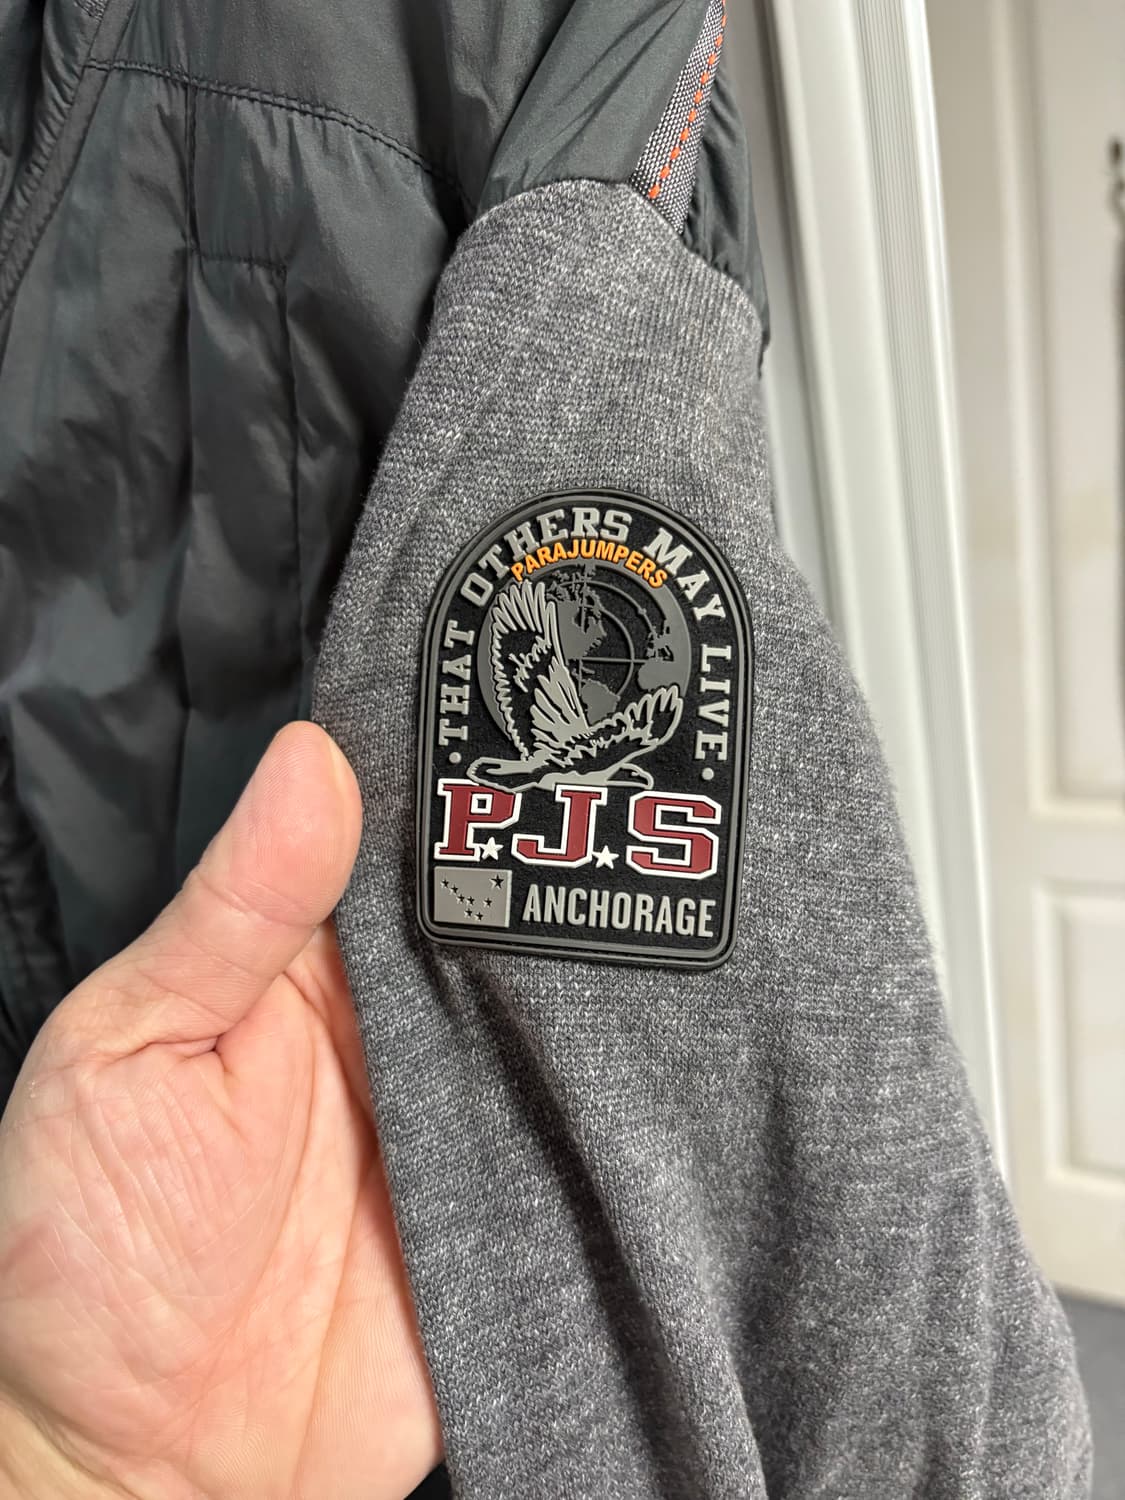 · THAT OTHERS MAY LIVE ·
PARAJUMPERS
P.J.S
ANCHORAGE